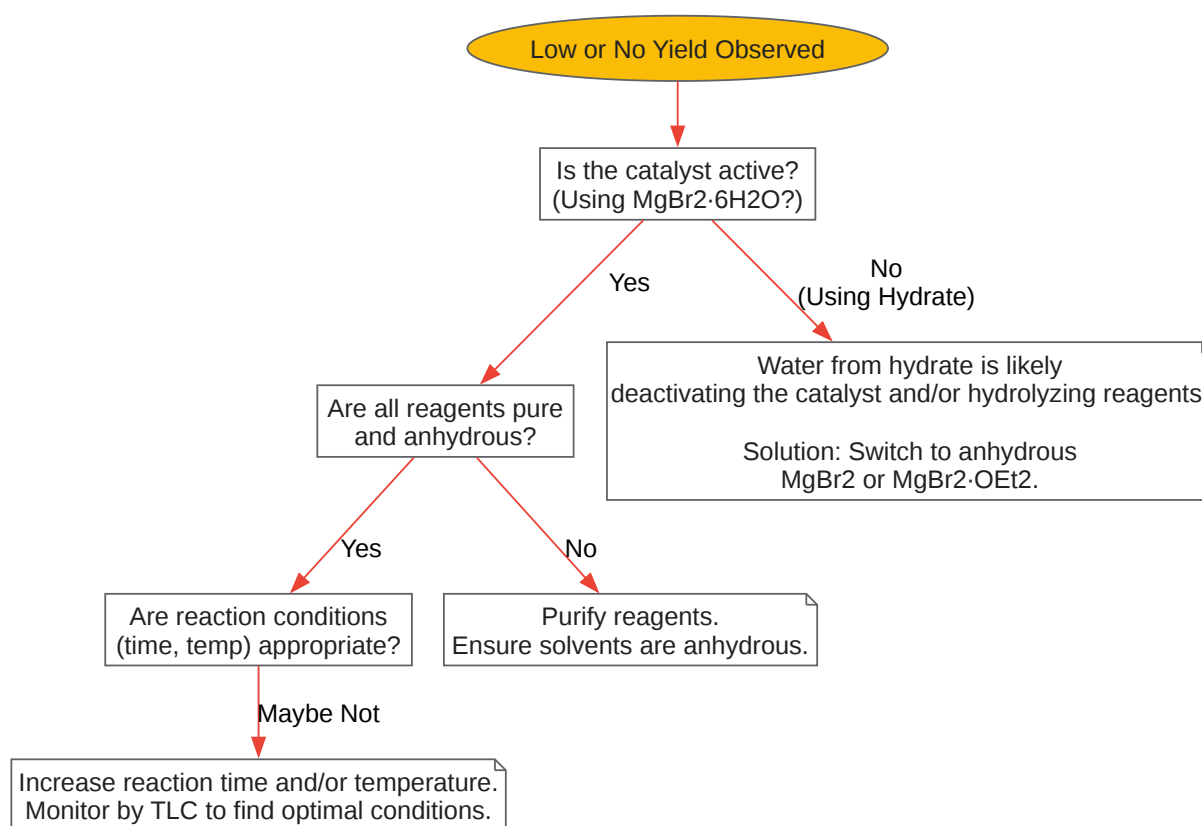 Low or No Yield Observed
Is the catalyst active?
(Using MgBr2·6H2O?)
Yes
No
(Using Hydrate)
Water from hydrate is likely
deactivating the catalyst and/or hydrolyzing reagents
Solution: Switch to anhydrous
MgBr2 or MgBr2·OEt2.
Are all reagents pure
and anhydrous?
Yes
No
Are reaction conditions
(time, temp) appropriate?
Purify reagents.
Ensure solvents are anhydrous.
Maybe Not
Increase reaction time and/or temperature.
Monitor by TLC to find optimal conditions.